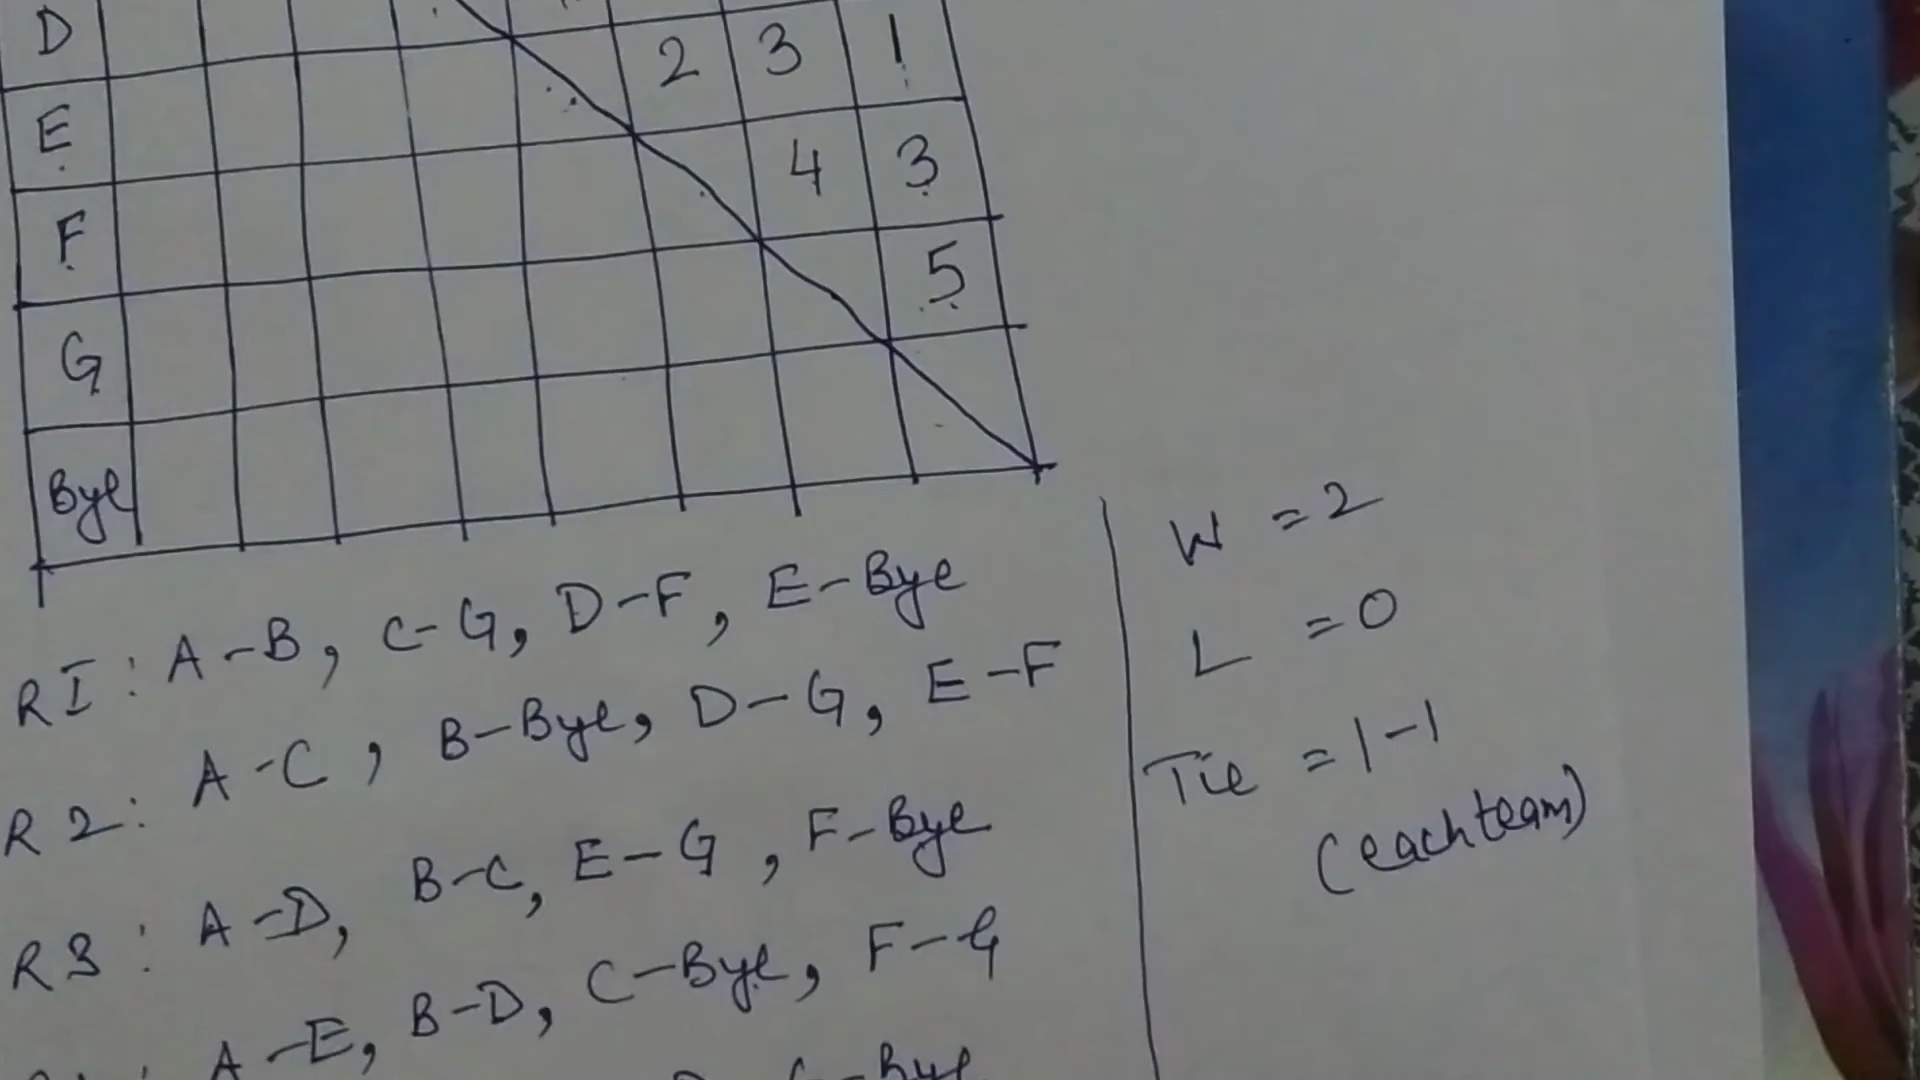 D
E 2 3 1
F 4 3
G 5
Bye
RI : A-B, C-G, D-F, E-Bye
R2: A-C, B-Bye, D-G, E-F
R3: A-D, B-C, E-G, F-Bye
A-E, B-D, C-Bye, F-G
G-Bye
W = 2
L = 0
Tie = 1-1
(each team)